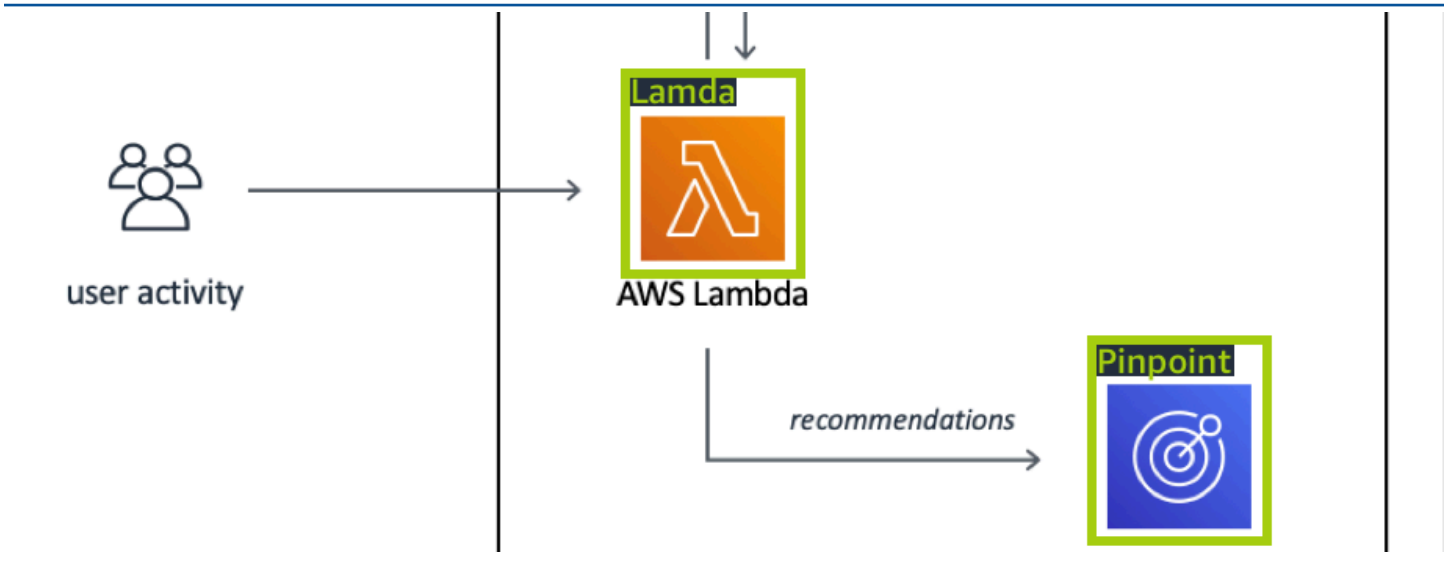 Lamda
user activity
AWS Lambda
Pinpoint
recommendations